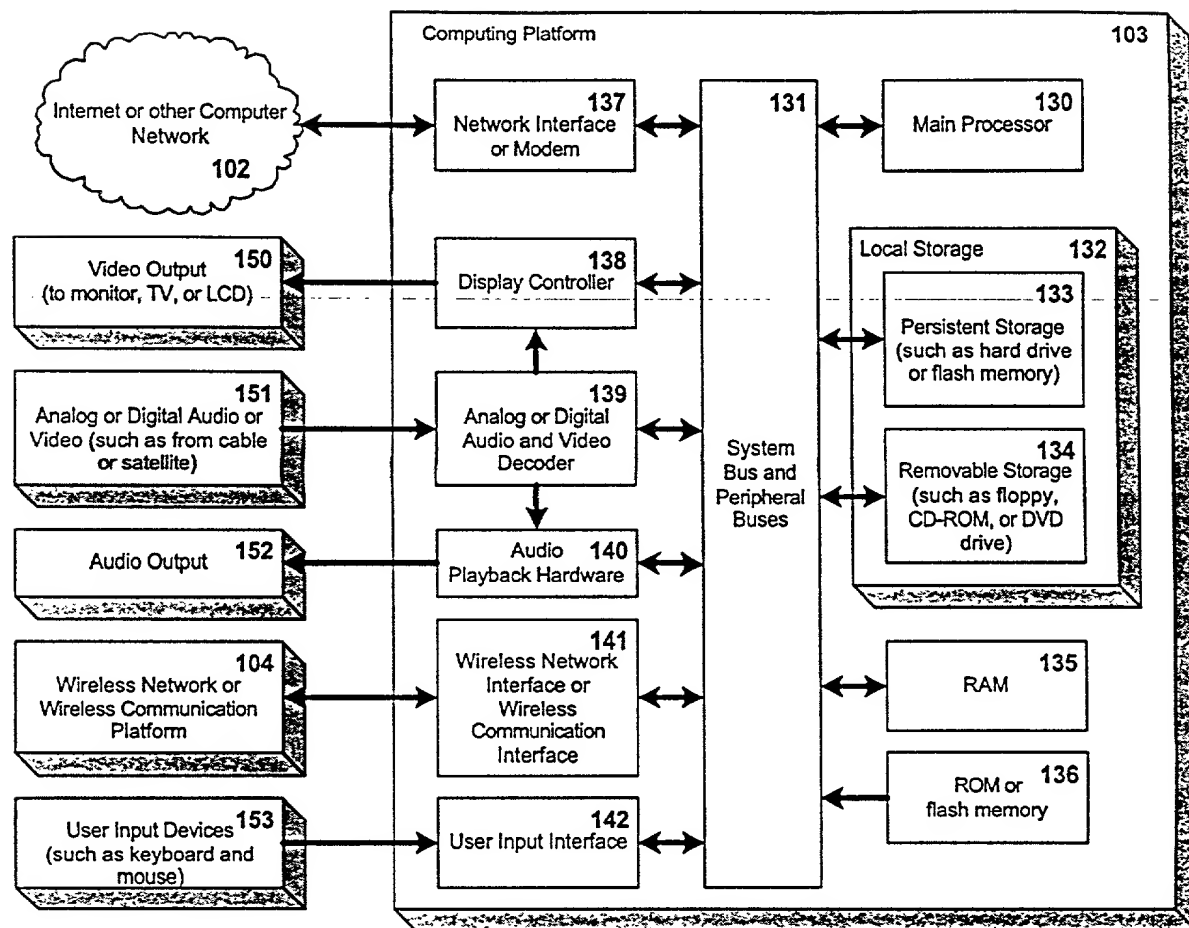 Computing Platform
103
Internet or other Computer
Network
102
137
Network Interface
or Modem
131
System
Bus and
Peripheral
Buses
130
Main Processor
150
Video Output
(to monitor, TV, or LCD)
138
Display Controller
Local Storage
132
133
Persistent Storage
(such as hard drive
or flash memory)
151
Analog or Digital Audio or
Video (such as from cable
or satellite)
139
Analog or Digital
Audio and Video
Decoder
134
Removable Storage
(such as floppy,
CD-ROM, or DVD
drive)
152
Audio Output
140
Audio
Playback Hardware
104
Wireless Network or
Wireless Communication
Platform
141
Wireless Network
Interface or
Wireless
Communication
Interface
135
RAM
136
ROM or
flash memory
153
User Input Devices
(such as keyboard and
mouse)
142
User Input Interface